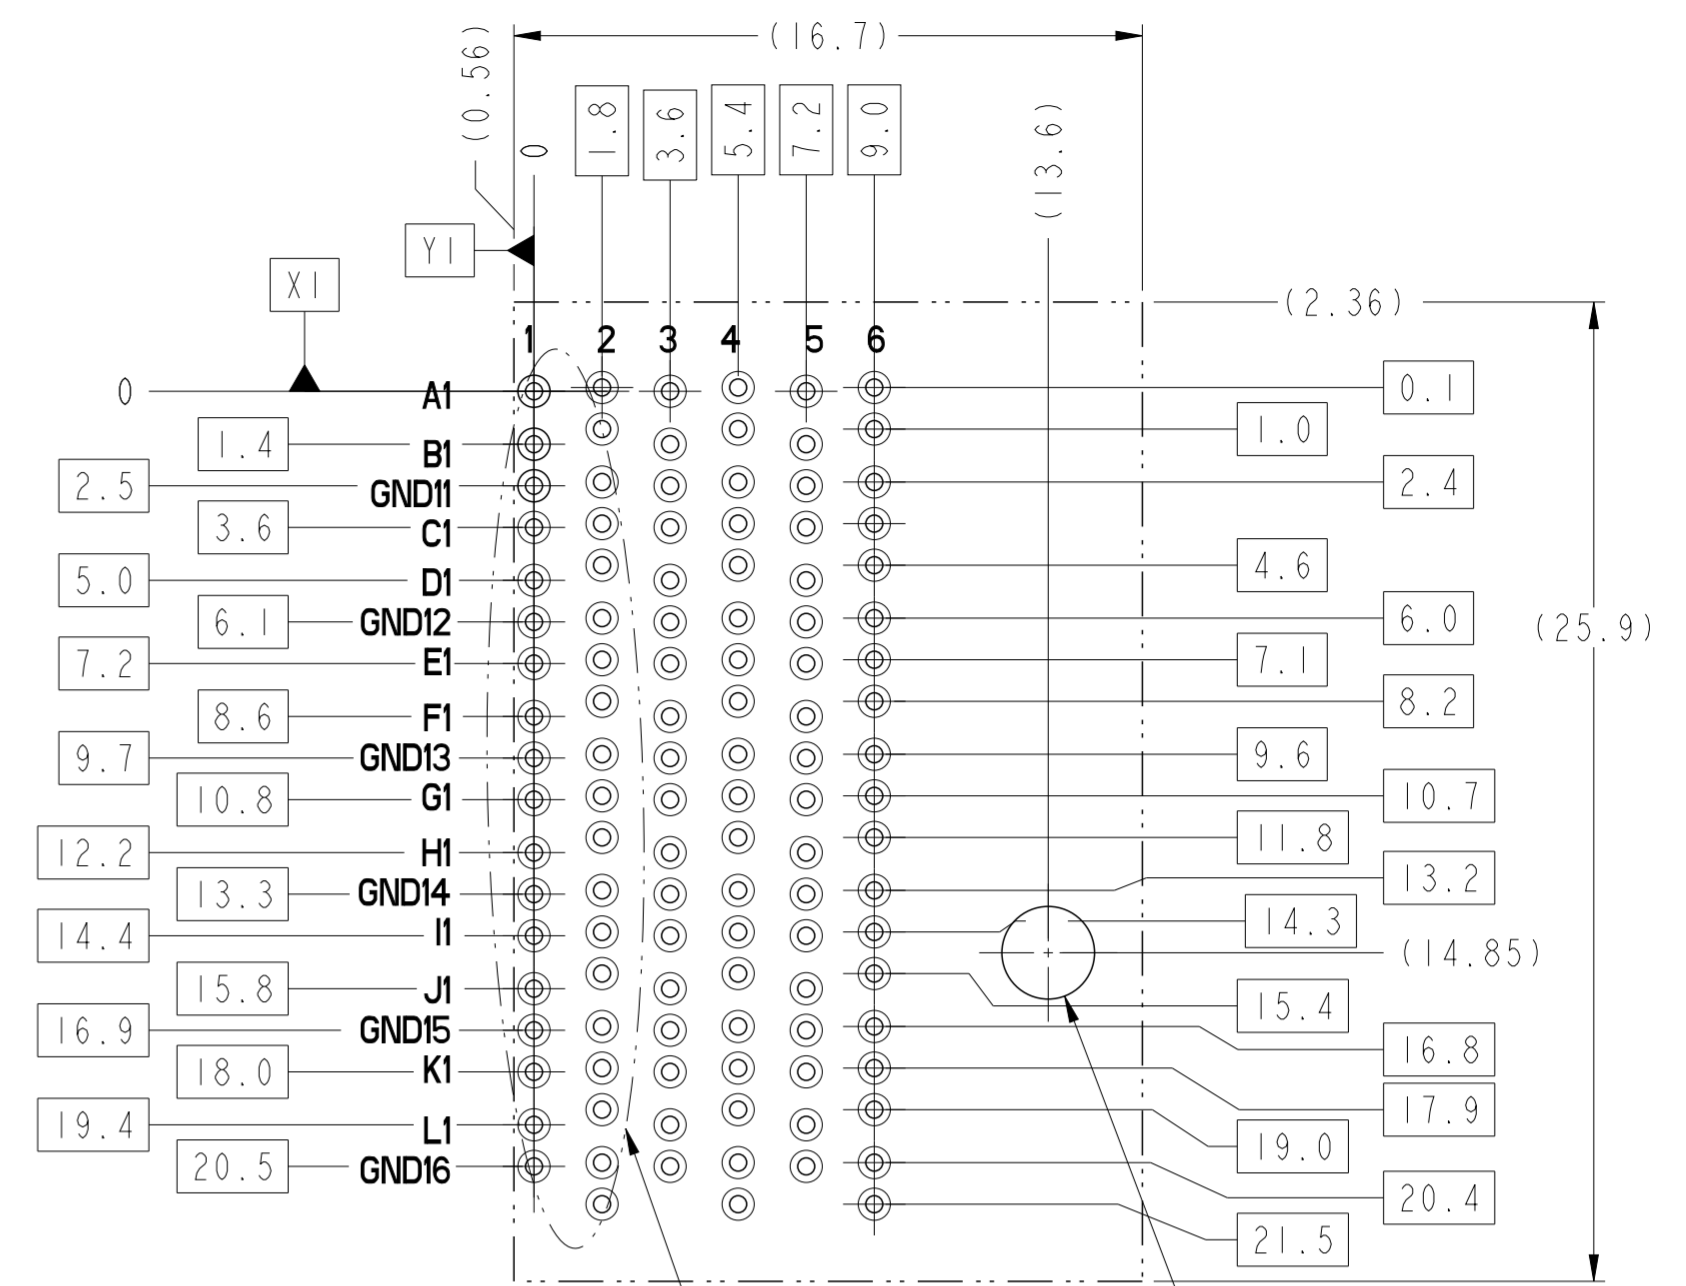 (16.7)
(0.56)
0
1.8
3.6
5.4
7.2
9.0
(13.6)
Y1
X1
(2.36)
1 2 3 4 5 6
0 A1 0.1
1.4 B1 1.0
2.5 GND11 2.4
3.6 C1
5.0 D1 4.6
6.1 GND12 6.0
(25.9)
7.2 E1 7.1
8.6 F1 8.2
9.7 GND13 9.6
10.8 G1 10.7
12.2 H1 11.8
13.3 GND14 13.2
14.4 I1 14.3
(14.85)
15.8 J1 15.4
16.9 GND15 16.8
18.0 K1 17.9
19.4 L1 19.0
20.5 GND16 20.4
21.5